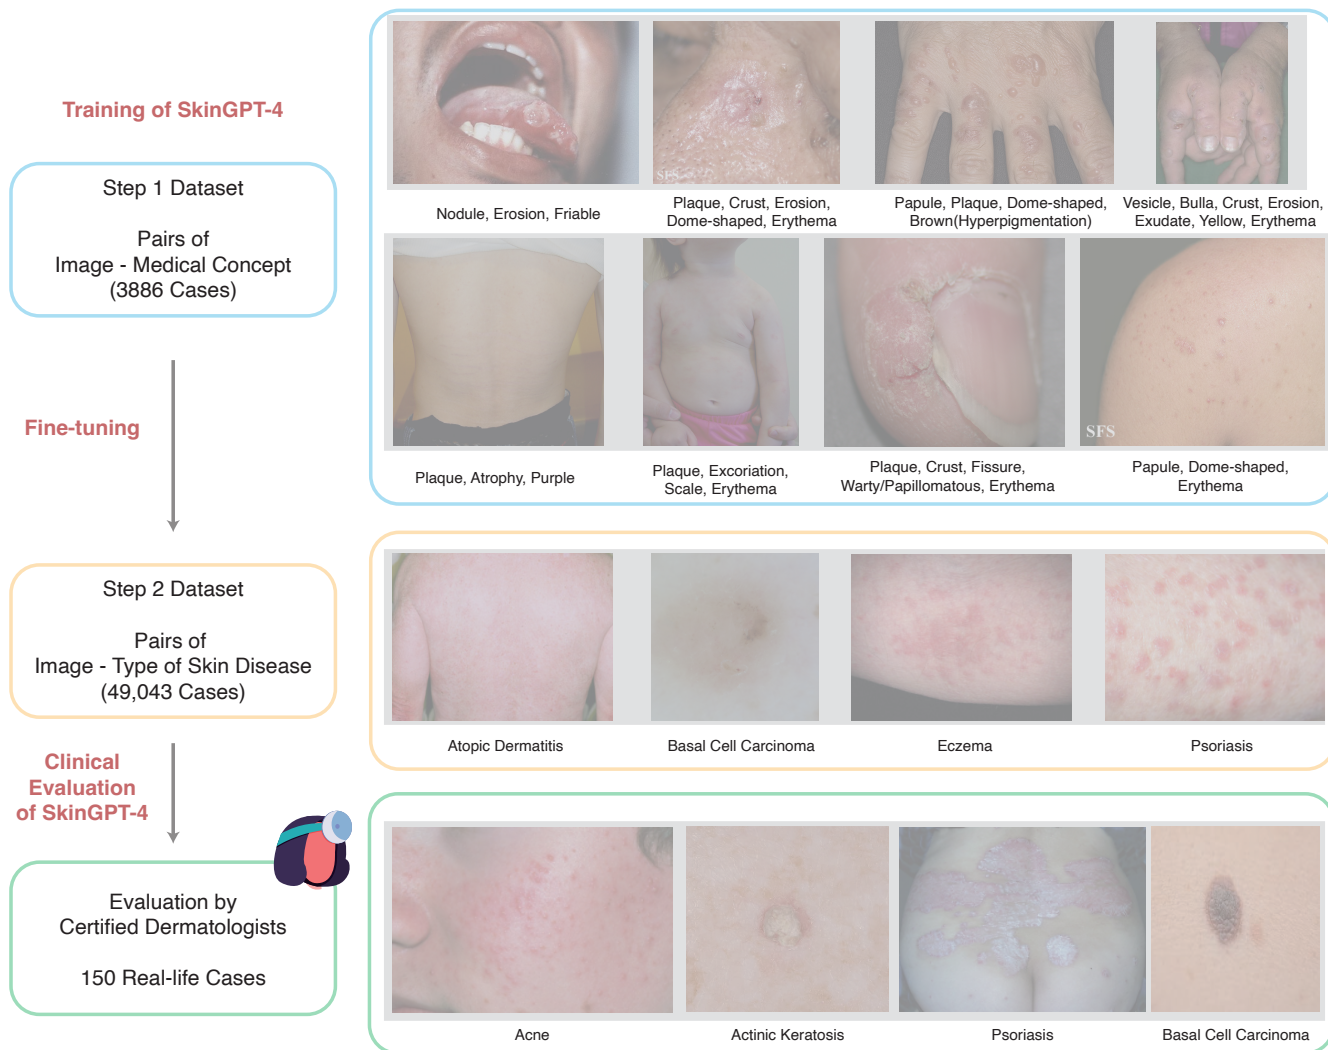 Training of SkinGPT-4
Step 1 Dataset
Pairs of
Image - Medical Concept
(3886 Cases)
Fine-tuning
Step 2 Dataset
Pairs of
Image - Type of Skin Disease
(49,043 Cases)
Clinical
Evaluation
of SkinGPT-4
Evaluation by
Certified Dermatologists
150 Real-life Cases
SFS
Nodule, Erosion, Friable
Plaque, Crust, Erosion,
Dome-shaped, Erythema
Papule, Plaque, Dome-shaped,
Brown(Hyperpigmentation)
Vesicle, Bulla, Crust, Erosion,
Exudate, Yellow, Erythema
SFS
Plaque, Atrophy, Purple
Plaque, Excoriation,
Scale, Erythema
Plaque, Crust, Fissure,
Warty/Papillomatous, Erythema
Papule, Dome-shaped,
Erythema
Atopic Dermatitis
Basal Cell Carcinoma
Eczema
Psoriasis
Acne
Actinic Keratosis
Psoriasis
Basal Cell Carcinoma